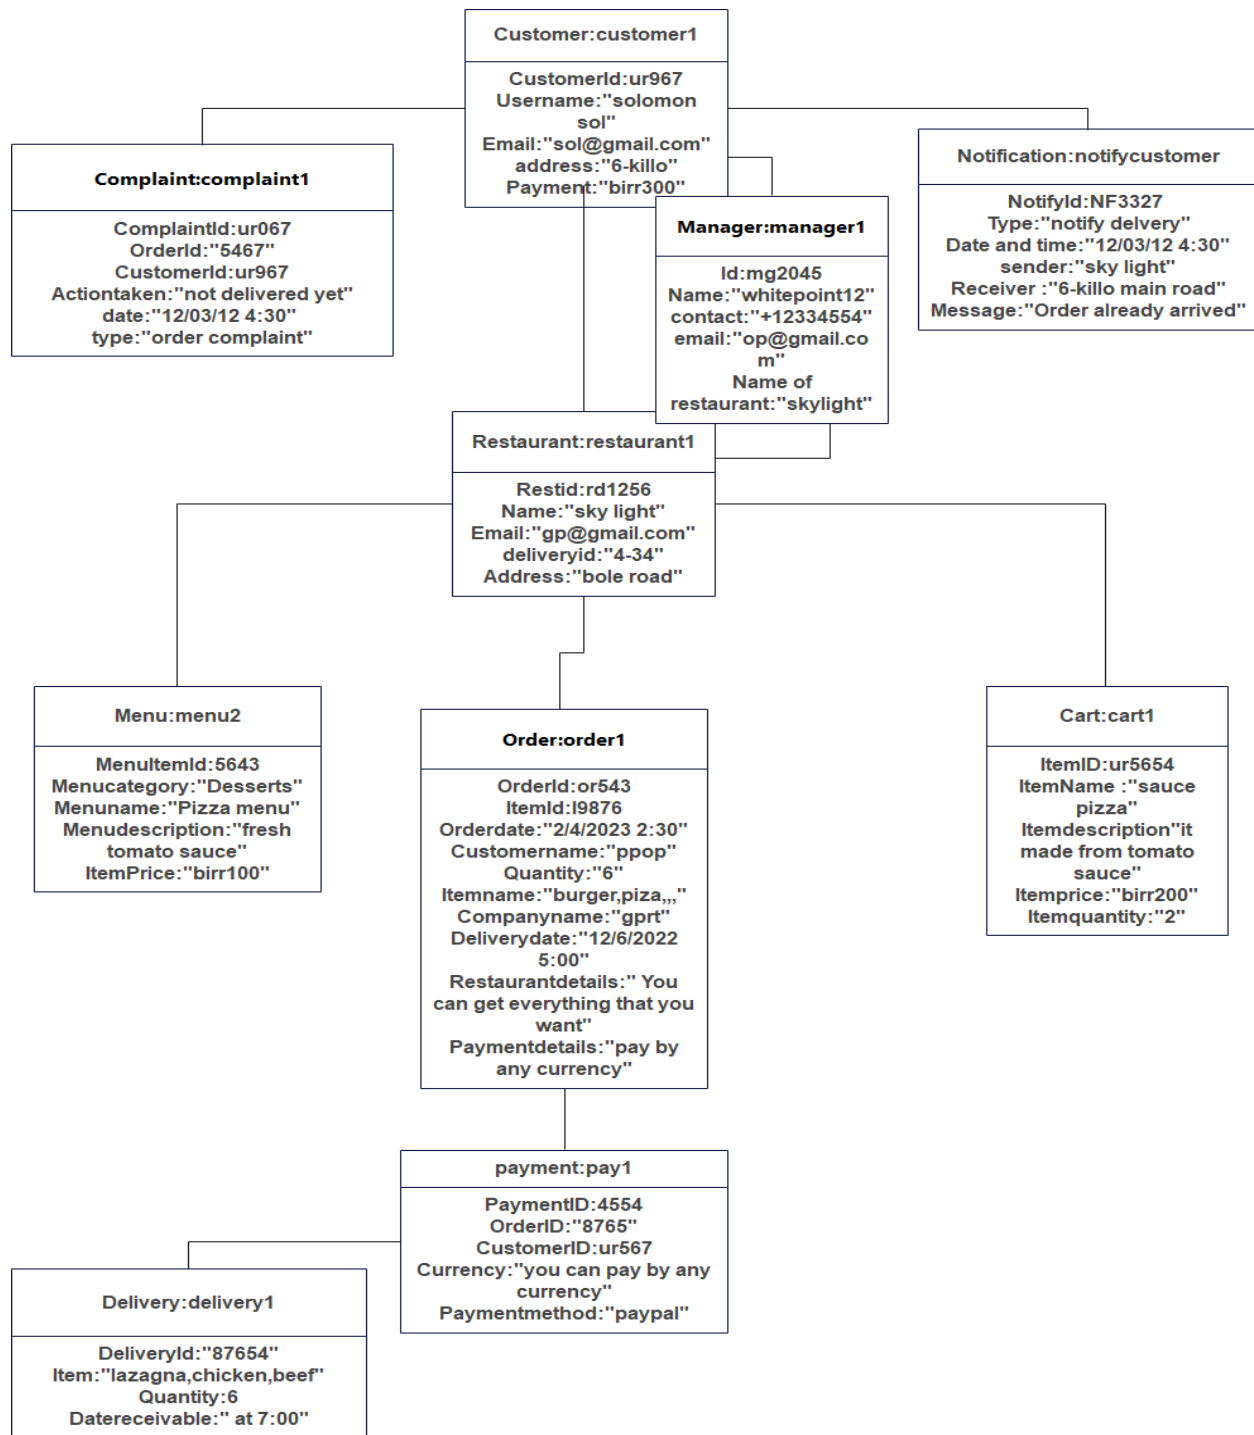 Customer:customer1
CustomerId:ur967
Username:"solomon
sol"
Email:"sol@gmail.com"
address:"6-killo"
Payment:"birr300"
Complaint:complaint1
ComplaintId:ur067
OrderId:"5467"
CustomerId:ur967
Actiontaken:"not delivered yet"
date:"12/03/12 4:30"
type:"order complaint"
Manager:manager1
Id:mg2045
Name:"whitepoint12"
contact:"+12334554"
email:"op@gmail.co
m"
Name of
restaurant:"skylight"
Notification:notifycustomer
NotifyId:NF3327
Type:"notify delvery"
Date and time:"12/03/12 4:30"
sender:"sky light"
Receiver :"6-killo main road"
Message:"Order already arrived"
Restaurant:restaurant1
Restid:rd1256
Name:"sky light"
Email:"gp@gmail.com"
deliveryid:"4-34"
Address:"bole road"
Menu:menu2
MenuItemId:5643
Menucategory:"Desserts"
Menuname:"Pizza menu"
Menudescription:"fresh
tomato sauce"
ItemPrice:"birr100"
Order:order1
OrderId:or543
ItemId:I9876
Orderdate:"2/4/2023 2:30"
Customername:"ppop"
Quantity:"6"
Itemname:"burger,piza,,,"
Companyname:"gprt"
Deliverydate:"12/6/2022
5:00"
Restaurantdetails:" You
can get everything that you
want"
Paymentdetails:"pay by
any currency"
Cart:cart1
ItemID:ur5654
ItemName :"sauce
pizza"
Itemdescription"it
made from tomato
sauce"
Itemprice:"birr200"
Itemquantity:"2"
payment:pay1
PaymentID:4554
OrderID:"8765"
CustomerID:ur567
Currency:"you can pay by any
currency"
Paymentmethod:"paypal"
Delivery:delivery1
DeliveryId:"87654"
Item:"lazagna,chicken,beef"
Quantity:6
Datereceivable:" at 7:00"